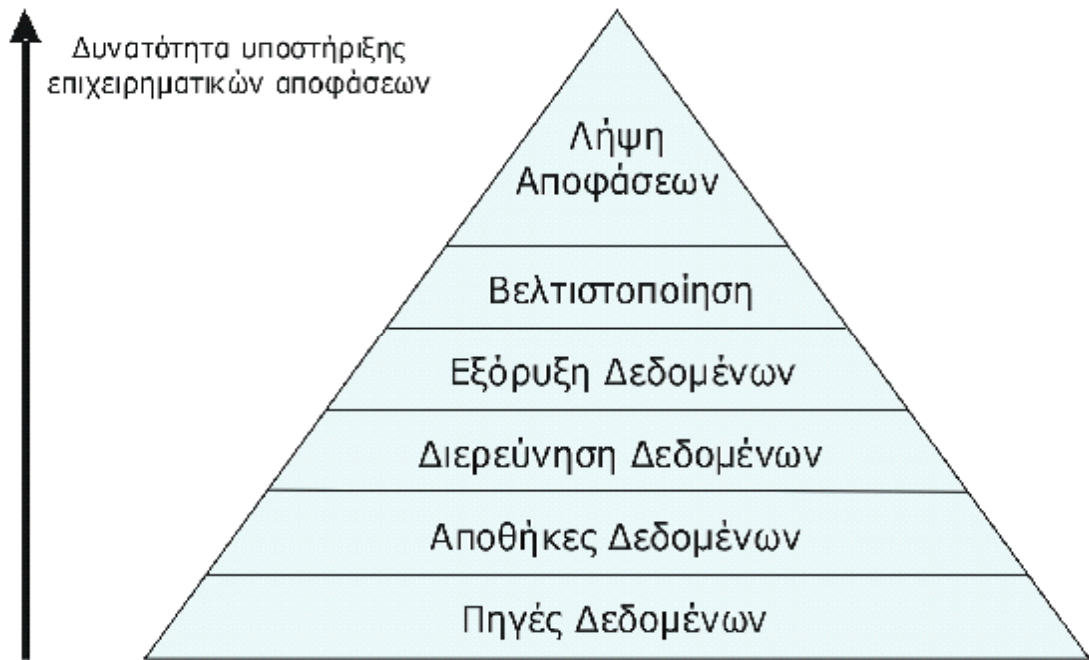 Δυνατότητα υποστήριξης
επιχειρηματικών αποφάσεων
Λήψη
Αποφάσεων
Βελτιστοποίηση
Εξόρυξη Δεδομένων
Διερεύνηση Δεδομένων
Αποθήκες Δεδομένων
Πηγές Δεδομένων